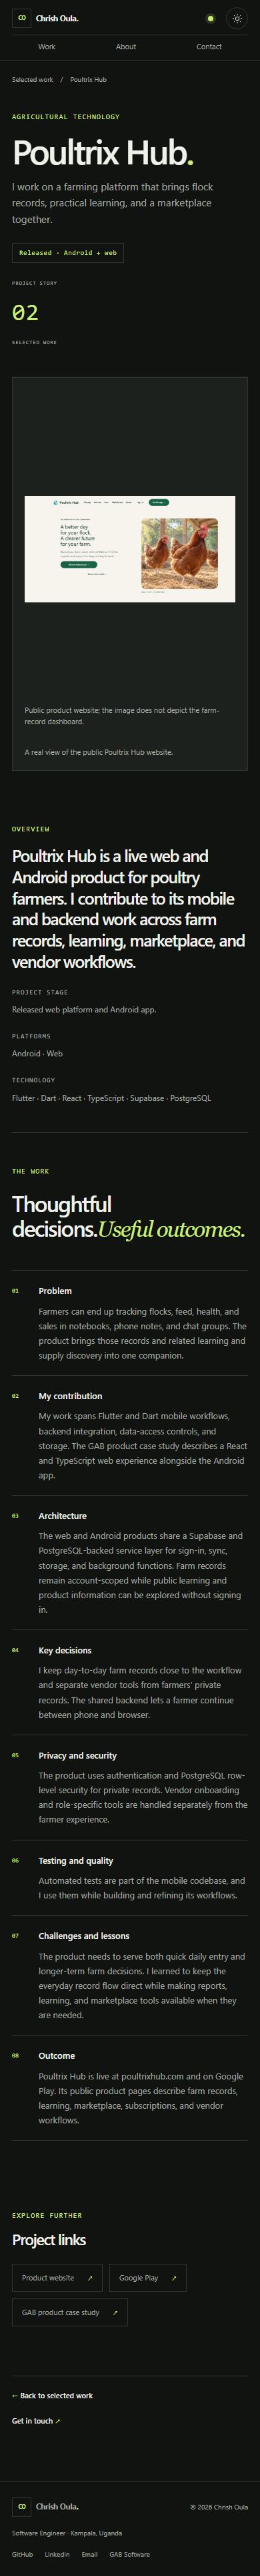 CO Chrish Oula.
Work About Contact
Selected work / Poultrix Hub
AGRICULTURAL TECHNOLOGY
Poultrix Hub.
I work on a farming platform that brings flock
records, practical learning, and a marketplace
together.
Released · Android + web
PROJECT STORY
02
SELECTED WORK
Poultrix Hub
A better day
for your flock.
A clearer future
for your farm.
Public product website; the image does not depict the farm-
record dashboard.
A real view of the public Poultrix Hub website.
OVERVIEW
Poultrix Hub is a live web and
Android product for poultry
farmers. I contribute to its mobile
and backend work across farm
records, learning, marketplace, and
vendor workflows.
PROJECT STAGE
Released web platform and Android app.
PLATFORMS
Android · Web
TECHNOLOGY
Flutter · Dart · React · TypeScript · Supabase · PostgreSQL
THE WORK
Thoughtful
decisions.Useful outcomes.
01 Problem
Farmers can end up tracking flocks, feed, health, and
sales in notebooks, phone notes, and chat groups. The
product brings those records and related learning and
supply discovery into one companion.
02 My contribution
My work spans Flutter and Dart mobile workflows,
backend integration, data-access controls, and
storage. The GAB product case study describes a React
and TypeScript web experience alongside the Android
app.
03 Architecture
The web and Android products share a Supabase and
PostgreSQL-backed service layer for sign-in, sync,
storage, and background functions. Farm records
remain account-scoped while public learning and
product information can be explored without signing
in.
04 Key decisions
I keep day-to-day farm records close to the workflow
and separate vendor tools from farmers' private
records. The shared backend lets a farmer continue
between phone and browser.
05 Privacy and security
The product uses authentication and PostgreSQL row-
level security for private records. Vendor onboarding
and role-specific tools are handled separately from the
farmer experience.
06 Testing and quality
Automated tests are part of the mobile codebase, and
I use them while building and refining its workflows.
07 Challenges and lessons
The product needs to serve both quick daily entry and
longer-term farm decisions. I learned to keep the
everyday record flow direct while making reports,
learning, and marketplace tools available when they
are needed.
08 Outcome
Poultrix Hub is live at poultrixhub.com and on Google
Play. Its public product pages describe farm records,
learning, marketplace, subscriptions, and vendor
workflows.
EXPLORE FURTHER
Project links
Product website ↗ Google Play ↗
GAB product case study ↗
← Back to selected work
Get in touch ↗
CO Chrish Oula. © 2026 Chrish Oula
Software Engineer · Kampala, Uganda
GitHub LinkedIn Email GAB Software